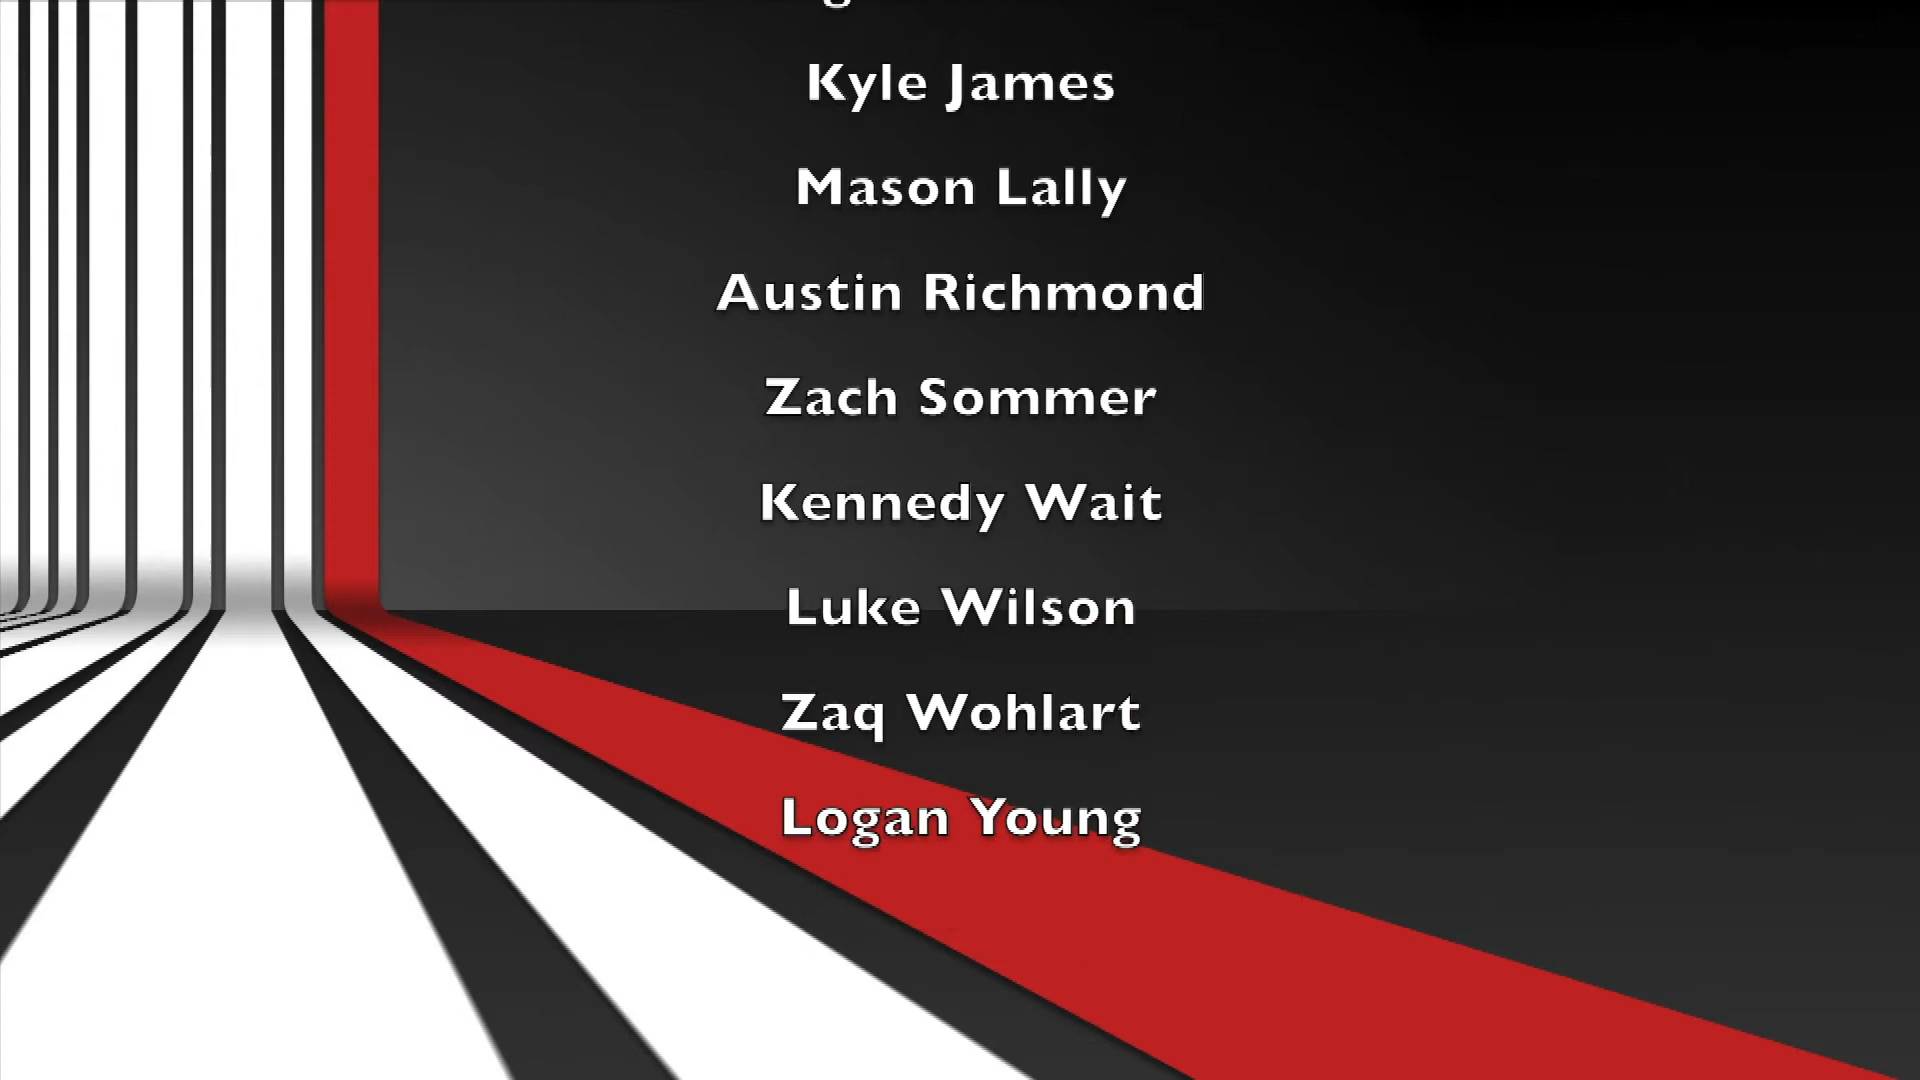 Kyle James
Mason Lally
Austin Richmond
Zach Sommer
Kennedy Wait
Luke Wilson
Zaq Wohlart
Logan Young